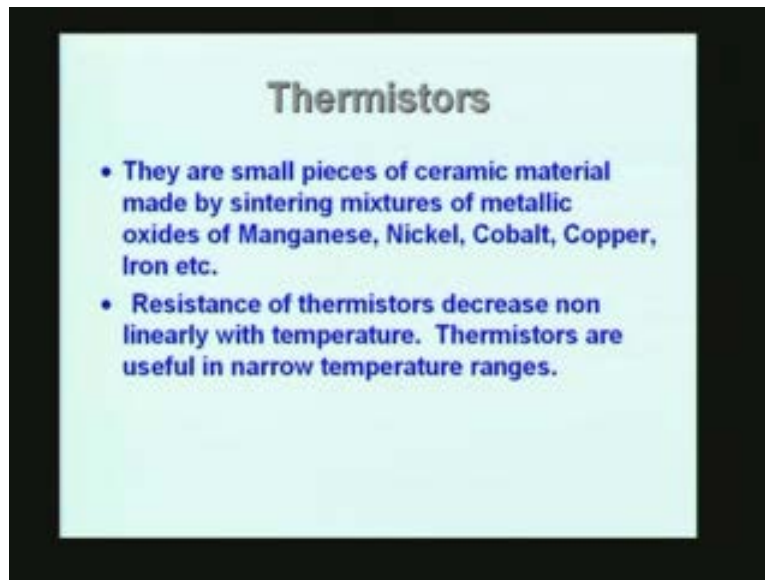 Thermistors
• They are small pieces of ceramic material
made by sintering mixtures of metallic
oxides of Manganese, Nickel, Cobalt, Copper,
Iron etc.
• Resistance of thermistors decrease non
linearly with temperature. Thermistors are
useful in narrow temperature ranges.